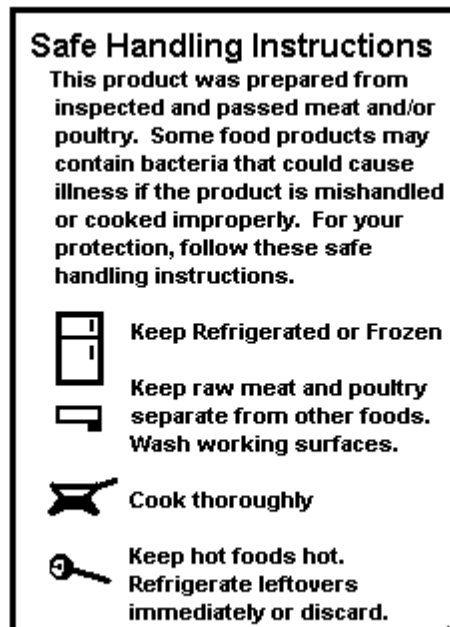 Safe Handling Instructions
This product was prepared from
inspected and passed meat and/or
poultry. Some food products may
contain bacteria that could cause
illness if the product is mishandled
or cooked improperly. For your
protection, follow these safe
handling instructions.
Keep Refrigerated or Frozen
Keep raw meat and poultry
separate from other foods.
Wash working surfaces.
Cook thoroughly
Keep hot foods hot.
Refrigerate leftovers
immediately or discard.